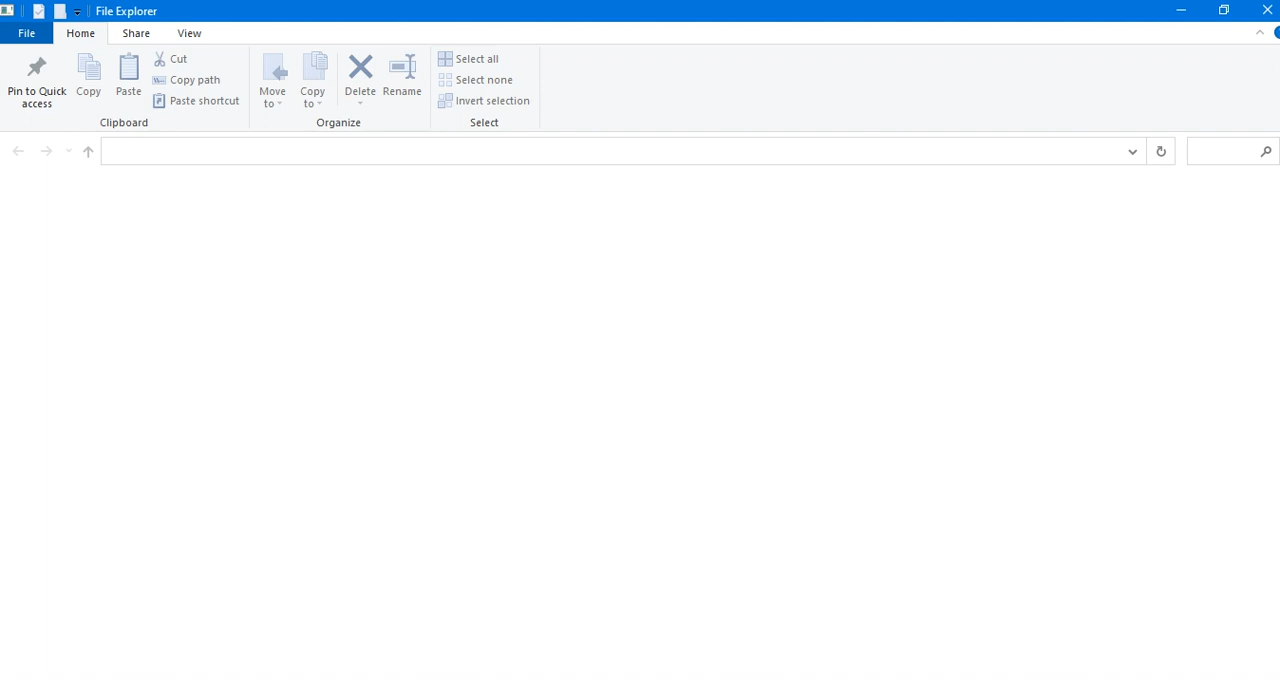 File Explorer
File Home Share View
Pin to Quick access
Copy
Paste
Cut
Copy path
Paste shortcut
Clipboard
Move to
Copy to
Delete
Rename
Organize
Select all
Select none
Invert selection
Select